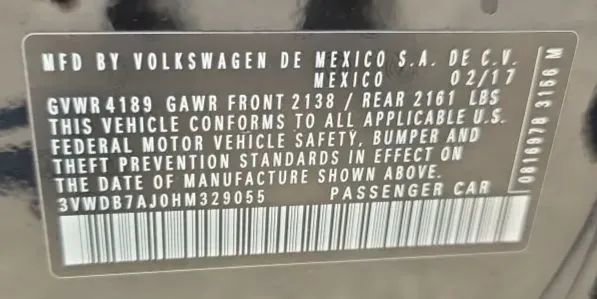 MFD BY VOLKSWAGEN DE MEXICO S.A. DE C.V.
MEXICO 02/17
GVWR 4189 GAWR FRONT 2138 / REAR 2161 LBS
THIS VEHICLE CONFORMS TO ALL APPLICABLE U.S.
FEDERAL MOTOR VEHICLE SAFETY, BUMPER AND
THEFT PREVENTION STANDARDS IN EFFECT ON
THE DATE OF MANUFACTURE SHOWN ABOVE.
3VWDB7AJ0HM329055 PASSENGER CAR
0816978 3166 M